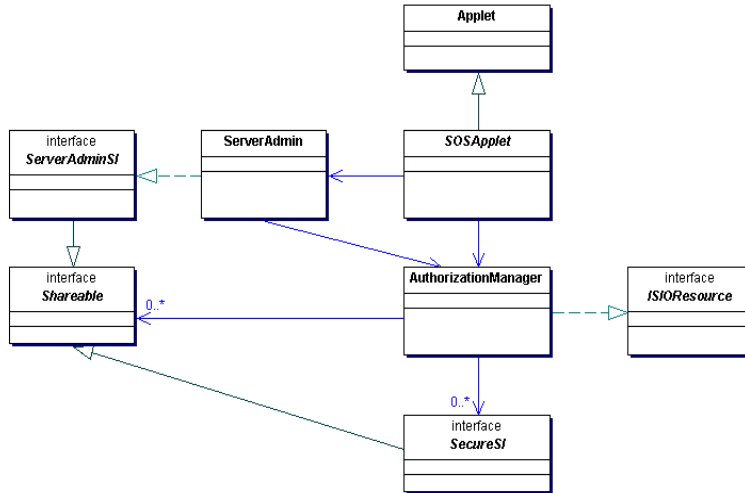 Applet
interface
ServerAdminSI
ServerAdmin
SOSApplet
interface
Shareable
0..*
AuthorizationManager
interface
ISIOResource
0..*
interface
SecureSI